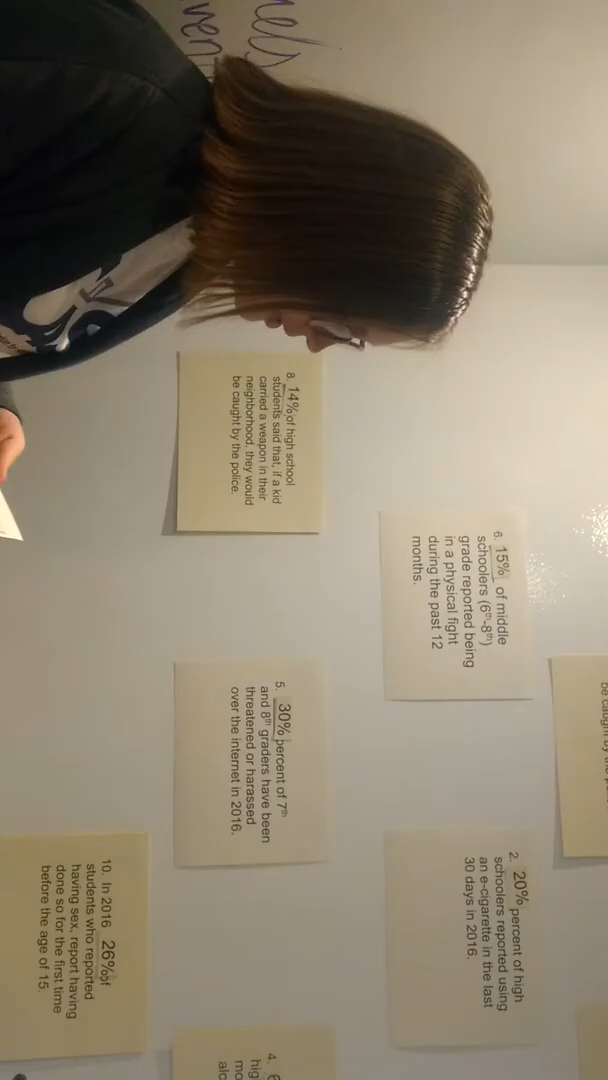 6. 15% of middle
schoolers (6th-8th)
grade reported being
in a physical fight
during the past 12
months.
2. 20% percent of high
schoolers reported using
an e-cigarette in the last
30 days in 2016.
8. 14% of high school
students said that, if a kid
carried a weapon in their
neighborhood, they would
be caught by the police.
5. 30% percent of 7th
and 8th graders have been
threatened or harassed
over the internet in 2016.
4.
10. In 2016 26% of
students who reported
having sex, report having
done so for the first time
before the age of 15.